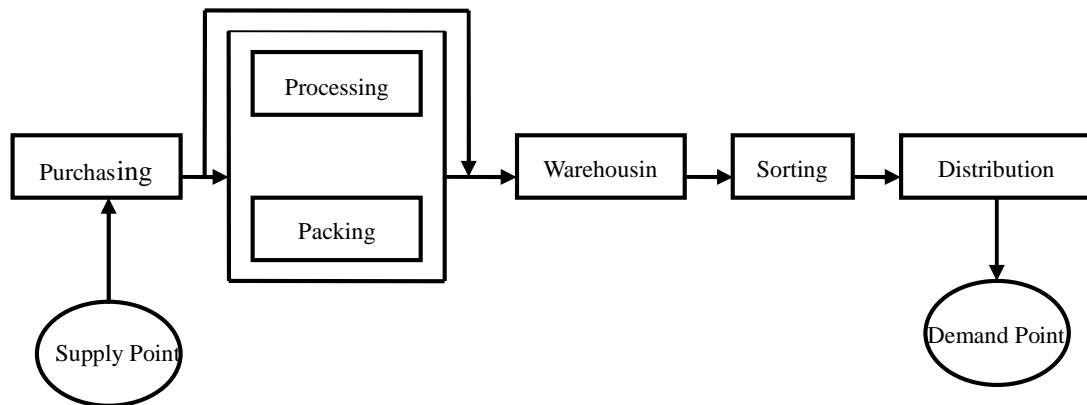 Processing
Purchasing
Warehousin
Sorting
Distribution
Packing
Supply Point
Demand Point